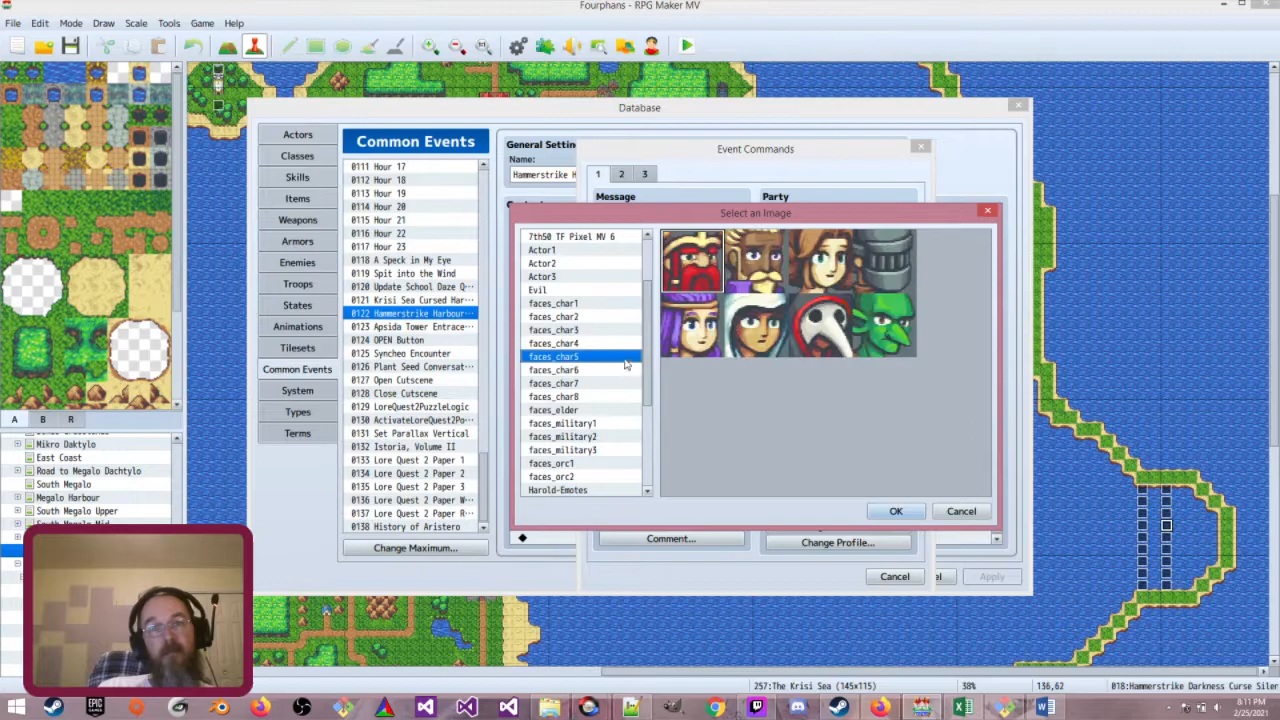 Fourphans - RPG Maker MV
File Edit Mode Draw Scale Tools Game Help
Database
Actors
Classes
Skills
Items
Weapons
Armors
Enemies
Troops
States
Animations
Tilesets
Common Events
System
Types
Terms
Common Events
0111 Hour 17
0112 Hour 18
0113 Hour 19
0114 Hour 20
0115 Hour 21
0116 Hour 22
0117 Hour 23
0118 A Speck in My Eye
0119 Spit into the Wind
0120 Update School Daze Q···
0121 Krisi Sea Cursed Har···
0122 Hammerstrike Harbour···
0123 Apsida Tower Entrace···
0124 OPEN Button
0125 Syncheo Encounter
0126 Plant Seed Conversat···
0127 Open Cutscene
0128 Close Cutscene
0129 LoreQuest2PuzzleLogic
0130 ActivateLoreQuest2Po···
0131 Set Parallax Vertical
0132 Istoria, Volume II
0133 Lore Quest 2 Paper 1
0134 Lore Quest 2 Paper 2
0135 Lore Quest 2 Paper 3
0136 Lore Quest 2 Paper W···
0137 Lore Quest 2 Paper R···
0138 History of Aristero
Change Maximum...
General Settin
Name:
Hammerstrike H
Event Commands
1 2 3
Message Party
Select an Image
7th50 TF Pixel MV 6
Actor1
Actor2
Actor3
Evil
faces_char1
faces_char2
faces_char3
faces_char4
faces_char5
faces_char6
faces_char7
faces_char8
faces_elder
faces_military1
faces_military2
faces_military3
faces_orc1
faces_orc2
Harold-Emotes
OK Cancel
Comment... Change Profile...
Cancel el Apply
A B R
Mikro Daktylo
East Coast
Road to Megalo Dachtylo
South Megalo
Megalo Harbour
South Megalo Upper
South Megalo Mid
257:The Krisi Sea (145x115) 38% 136,62 018:Hammerstrike Darkness Curse Siler
EPIC
8:11 PM
2/25/2021